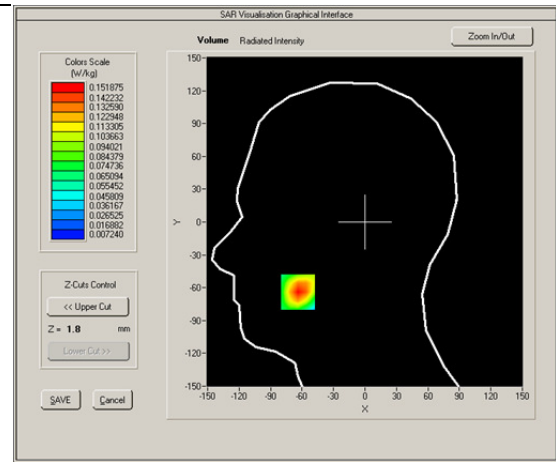 SAR Visualisation Graphical Interface
Volume Radiated Intensity
Zoom In/Out
Colors Scale
(W/kg)
0.151875
0.142232
0.132590
0.122948
0.113305
0.103663
0.094021
0.084379
0.074736
0.065094
0.055452
0.045809
0.036167
0.026525
0.016882
0.007240
Z-Cuts Control
<< Upper Cut
Z = 1.8 mm
Lower Cut >>
SAVE Cancel
150
120
90
60
30
0
-30
-60
-90
-120
-150
Y
-150 -120 -90 -60 -30 0 30 60 90 120 150
X